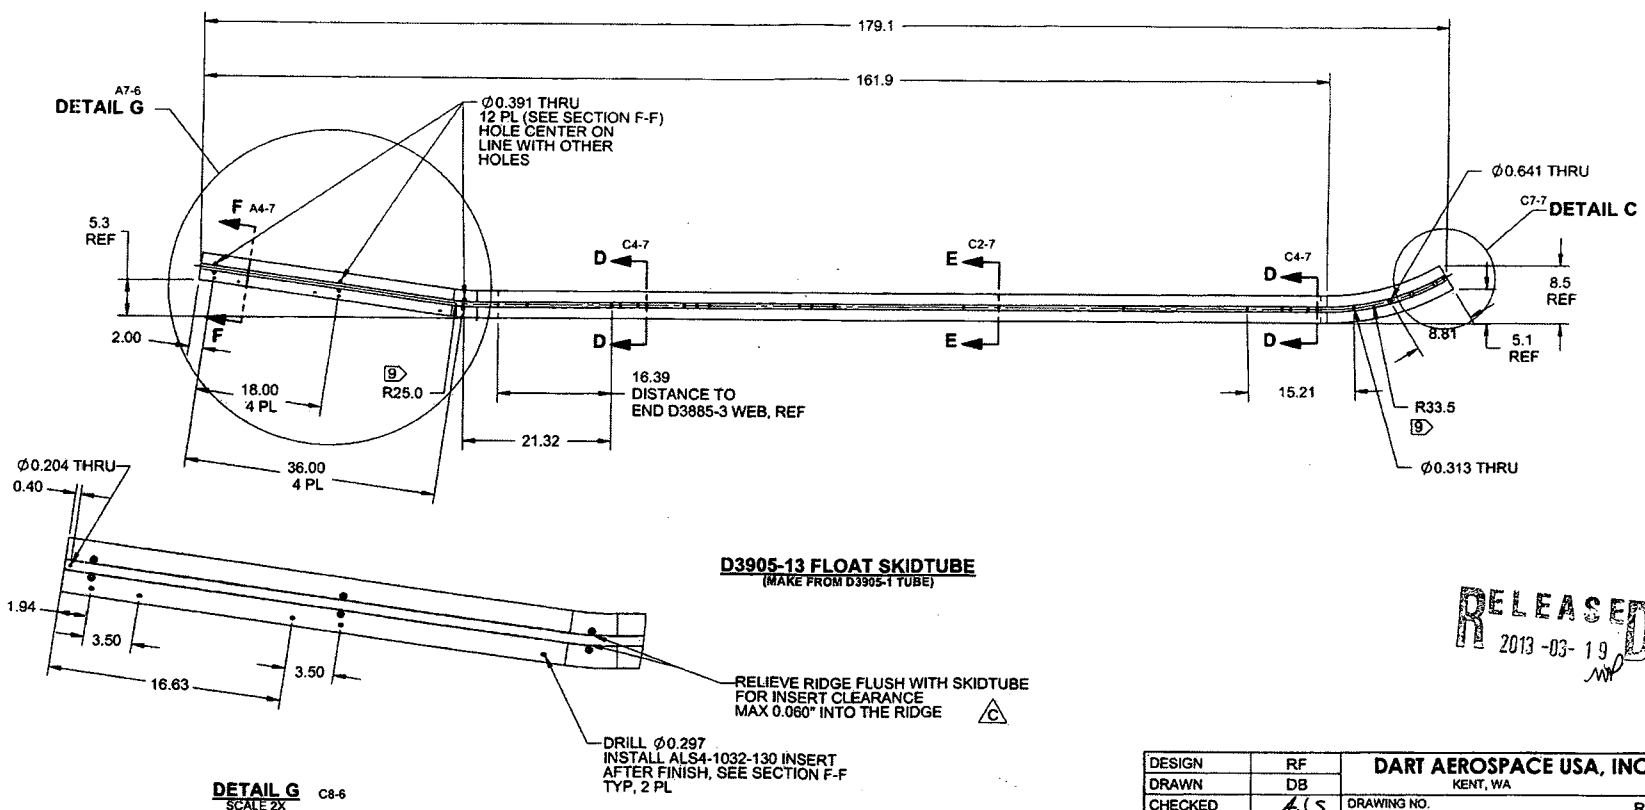 179.1
161.9
A7-6
DETAIL G
Ø0.391 THRU
12 PL (SEE SECTION F-F)
HOLE CENTER ON
LINE WITH OTHER
HOLES
Ø0.641 THRU
C7-7
DETAIL C
F A4-7
5.3
REF
D C4-7
E C2-7
D C4-7
8.5
REF
2.00
F
D
E
D
8.81
5.1
REF
18.00
4 PL
9
R25.0
16.39
DISTANCE TO
END D3885-3 WEB, REF
15.21
R33.5
9
21.32
Ø0.313 THRU
36.00
4 PL
Ø0.204 THRU
0.40
D3905-13 FLOAT SKIDTUBE
(MAKE FROM D3905-1 TUBE)
1.94
3.50
3.50
16.63
RELEASED
2013-03-19
RELIEVE RIDGE FLUSH WITH SKIDTUBE
FOR INSERT CLEARANCE
MAX 0.060" INTO THE RIDGE
C
DRILL Ø0.297
INSTALL ALS4-1032-130 INSERT
AFTER FINISH, SEE SECTION F-F
TYP, 2 PL
DETAIL G C8-6
SCALE 2X
DESIGN RF DART AEROSPACE USA, INC
DRAWN DB KENT, WA
CHECKED DRAWING NO. R